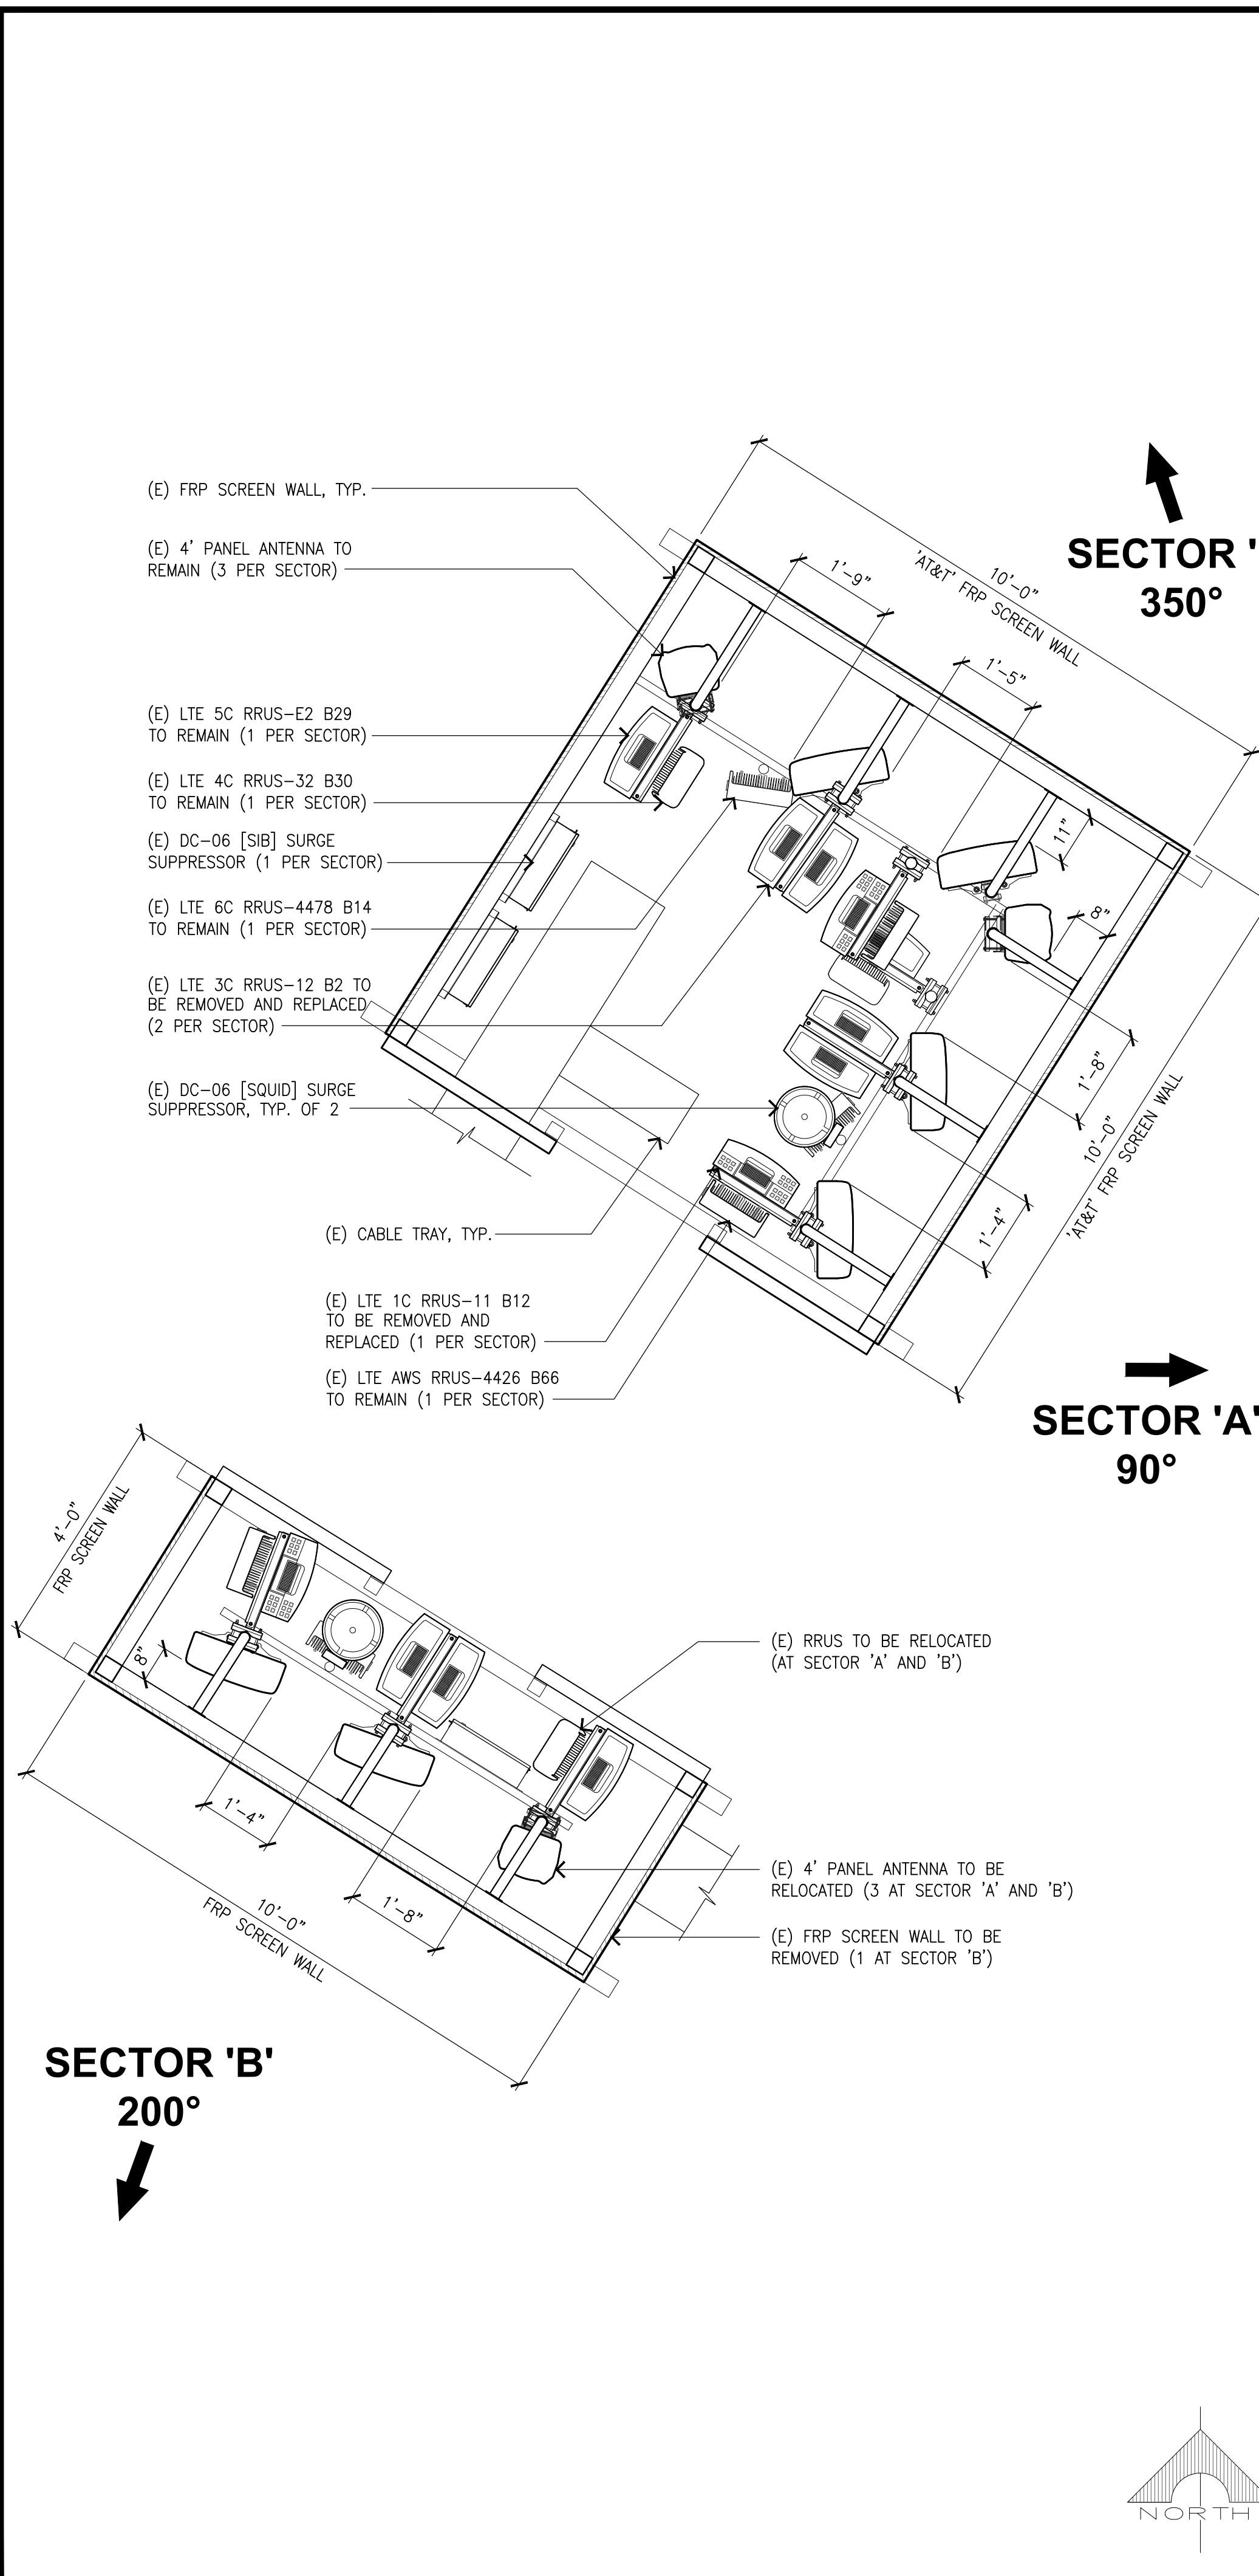 (E) FRP SCREEN WALL, TYP.
(E) 4' PANEL ANTENNA TO
REMAIN (3 PER SECTOR)
(E) LTE 5C RRUS-E2 B29
TO REMAIN (1 PER SECTOR)
(E) LTE 4C RRUS-32 B30
TO REMAIN (1 PER SECTOR)
(E) DC-06 [SIB] SURGE
SUPPRESSOR (1 PER SECTOR)
(E) LTE 6C RRUS-4478 B14
TO REMAIN (1 PER SECTOR)
(E) LTE 3C RRUS-12 B2 TO
BE REMOVED AND REPLACED
(2 PER SECTOR)
(E) DC-06 [SQUID] SURGE
SUPPRESSOR, TYP. OF 2
(E) CABLE TRAY, TYP.
(E) LTE 1C RRUS-11 B12
TO BE REMOVED AND
REPLACED (1 PER SECTOR)
(E) LTE AWS RRUS-4426 B66
TO REMAIN (1 PER SECTOR)
10'-0"
'AT&T' FRP SCREEN WALL
1'-9"
1'-5"
11"
8"
1'-8"
10'-0"
'AT&T' FRP SCREEN WALL
1'-4"
SECTOR '
350°
SECTOR 'A'
90°
4'-0"
FRP SCREEN WALL
8"
1'-4"
1'-8"
10'-0"
FRP SCREEN WALL
(E) RRUS TO BE RELOCATED
(AT SECTOR 'A' AND 'B')
(E) 4' PANEL ANTENNA TO BE
RELOCATED (3 AT SECTOR 'A' AND 'B')
(E) FRP SCREEN WALL TO BE
REMOVED (1 AT SECTOR 'B')
SECTOR 'B'
200°
NORTH